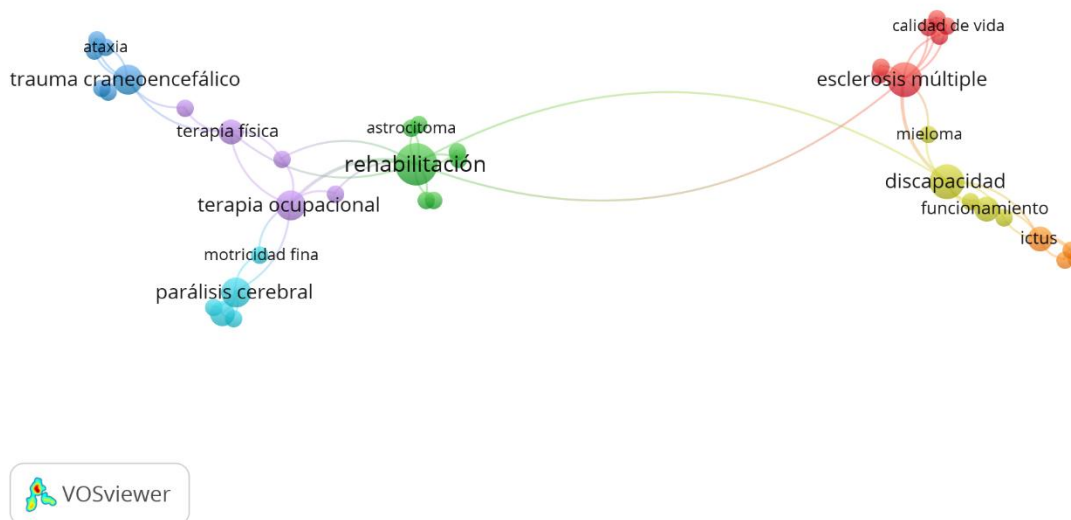 calidad de vida
ataxia
trauma craneoencefálico
esclerosis múltiple
astrocitoma
terapia física
mieloma
rehabilitación
discapacidad
terapia ocupacional
funcionamiento
ictus
motricidad fina
parálisis cerebral
VOSviewer